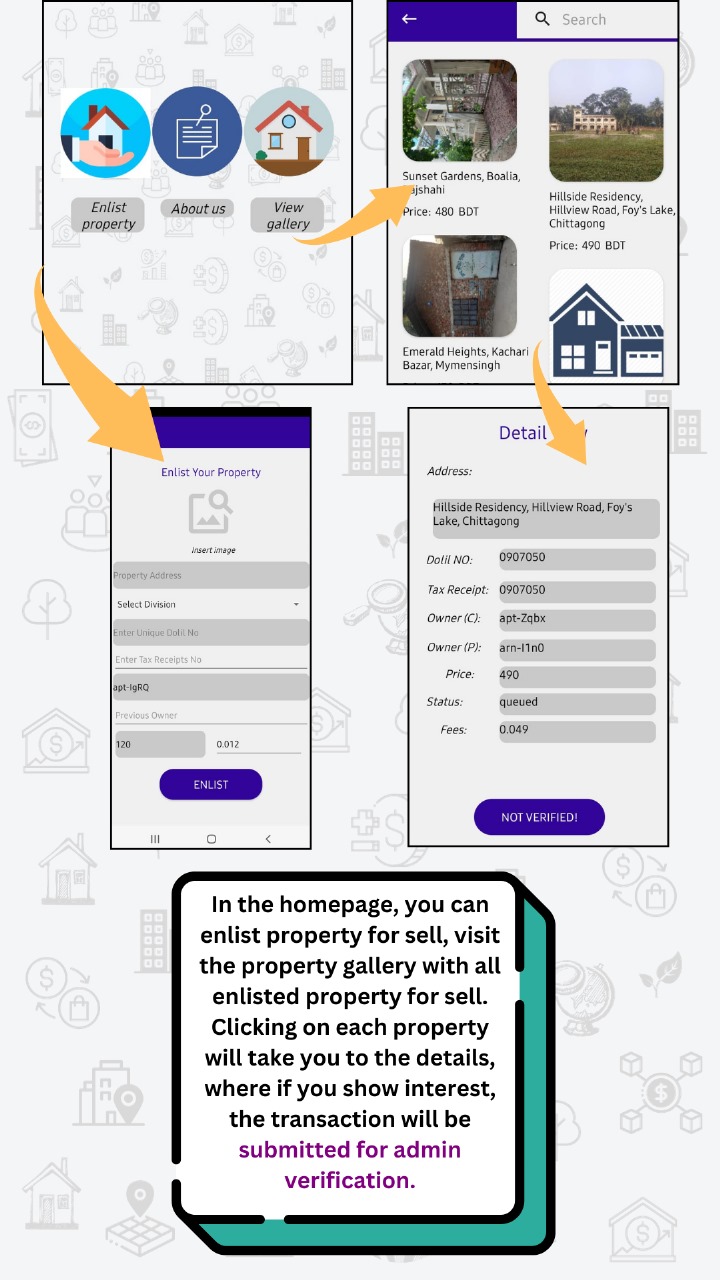 Enlist
property
About us
View
gallery
Search
Sunset Gardens, Boalia,
Price: 480 BDT
Hillside Residency,
Hillview Road, Foy's Lake,
Chittagong
Price: 490 BDT
Emerald Heights, Kachari
Bazar, Mymensingh
Enlist Your Property
Insert image
Property Address
Select Division
Enter Unique Dolil No
Enter Tax Receipts No
apt-IgRQ
Previous Owner
120
0.012
ENLIST
Detail
Address:
Hillside Residency, Hillview Road, Foy's
Lake, Chittagong
Dolil NO:
0907050
Tax Receipt:
0907050
Owner (C):
apt-Zqbx
Owner (P):
arn-I1n0
Price:
490
Status:
queued
Fees:
0.049
NOT VERIFIED!
In the homepage, you can
enlist property for sell, visit
the property gallery with all
enlisted property for sell.
Clicking on each property
will take you to the details,
where if you show interest,
the transaction will be
submitted for admin
verification.